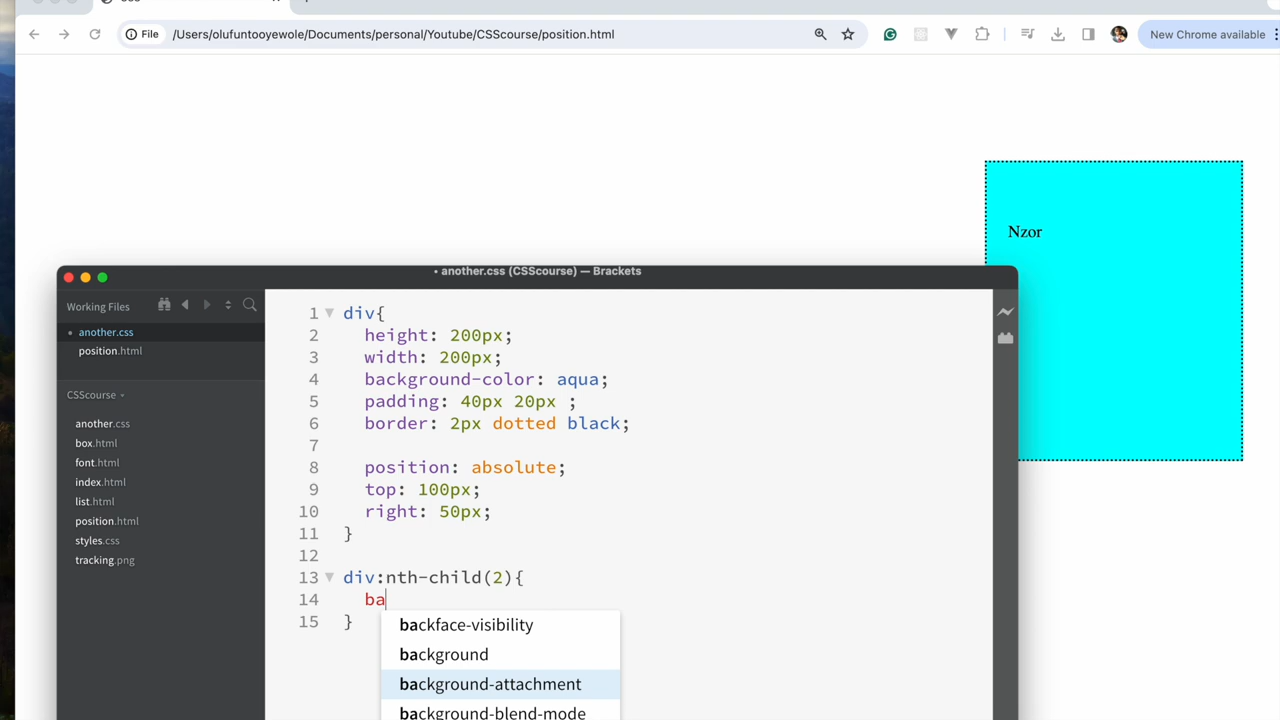 File
/Users/olufuntooyewole/Documents/personal/Youtube/CSScourse/position.html
New Chrome available
Nzor
• another.css (CSScourse) — Brackets
Working Files
• another.css
position.html
CSScourse
another.css
box.html
font.html
index.html
list.html
position.html
styles.css
tracking.png
1 div{
2 height: 200px;
3 width: 200px;
4 background-color: aqua;
5 padding: 40px 20px ;
6 border: 2px dotted black;
7
8 position: absolute;
9 top: 100px;
10 right: 50px;
11 }
12
13 div:nth-child(2){
14 ba
15 }
backface-visibility
background
background-attachment
background-blend-mode